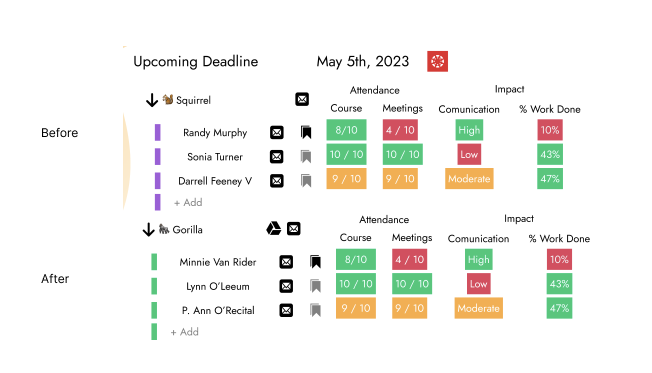 Upcoming Deadline May 5th, 2023
Attendance Impact
Squirrel
Course Meetings Comunication % Work Done
Before
Randy Murphy 8/10 4 / 10 High 10%
Sonia Turner 10 / 10 10 / 10 Low 43%
Darrell Feeney V 9 / 10 9 / 10 Moderate 47%
+ Add
Attendance Impact
Gorilla
Course Meetings Comunication % Work Done
Minnie Van Rider 8/10 4 / 10 High 10%
After
Lynn O’Leeum 10 / 10 10 / 10 Low 43%
P. Ann O’Recital 9 / 10 9 / 10 Moderate 47%
+ Add